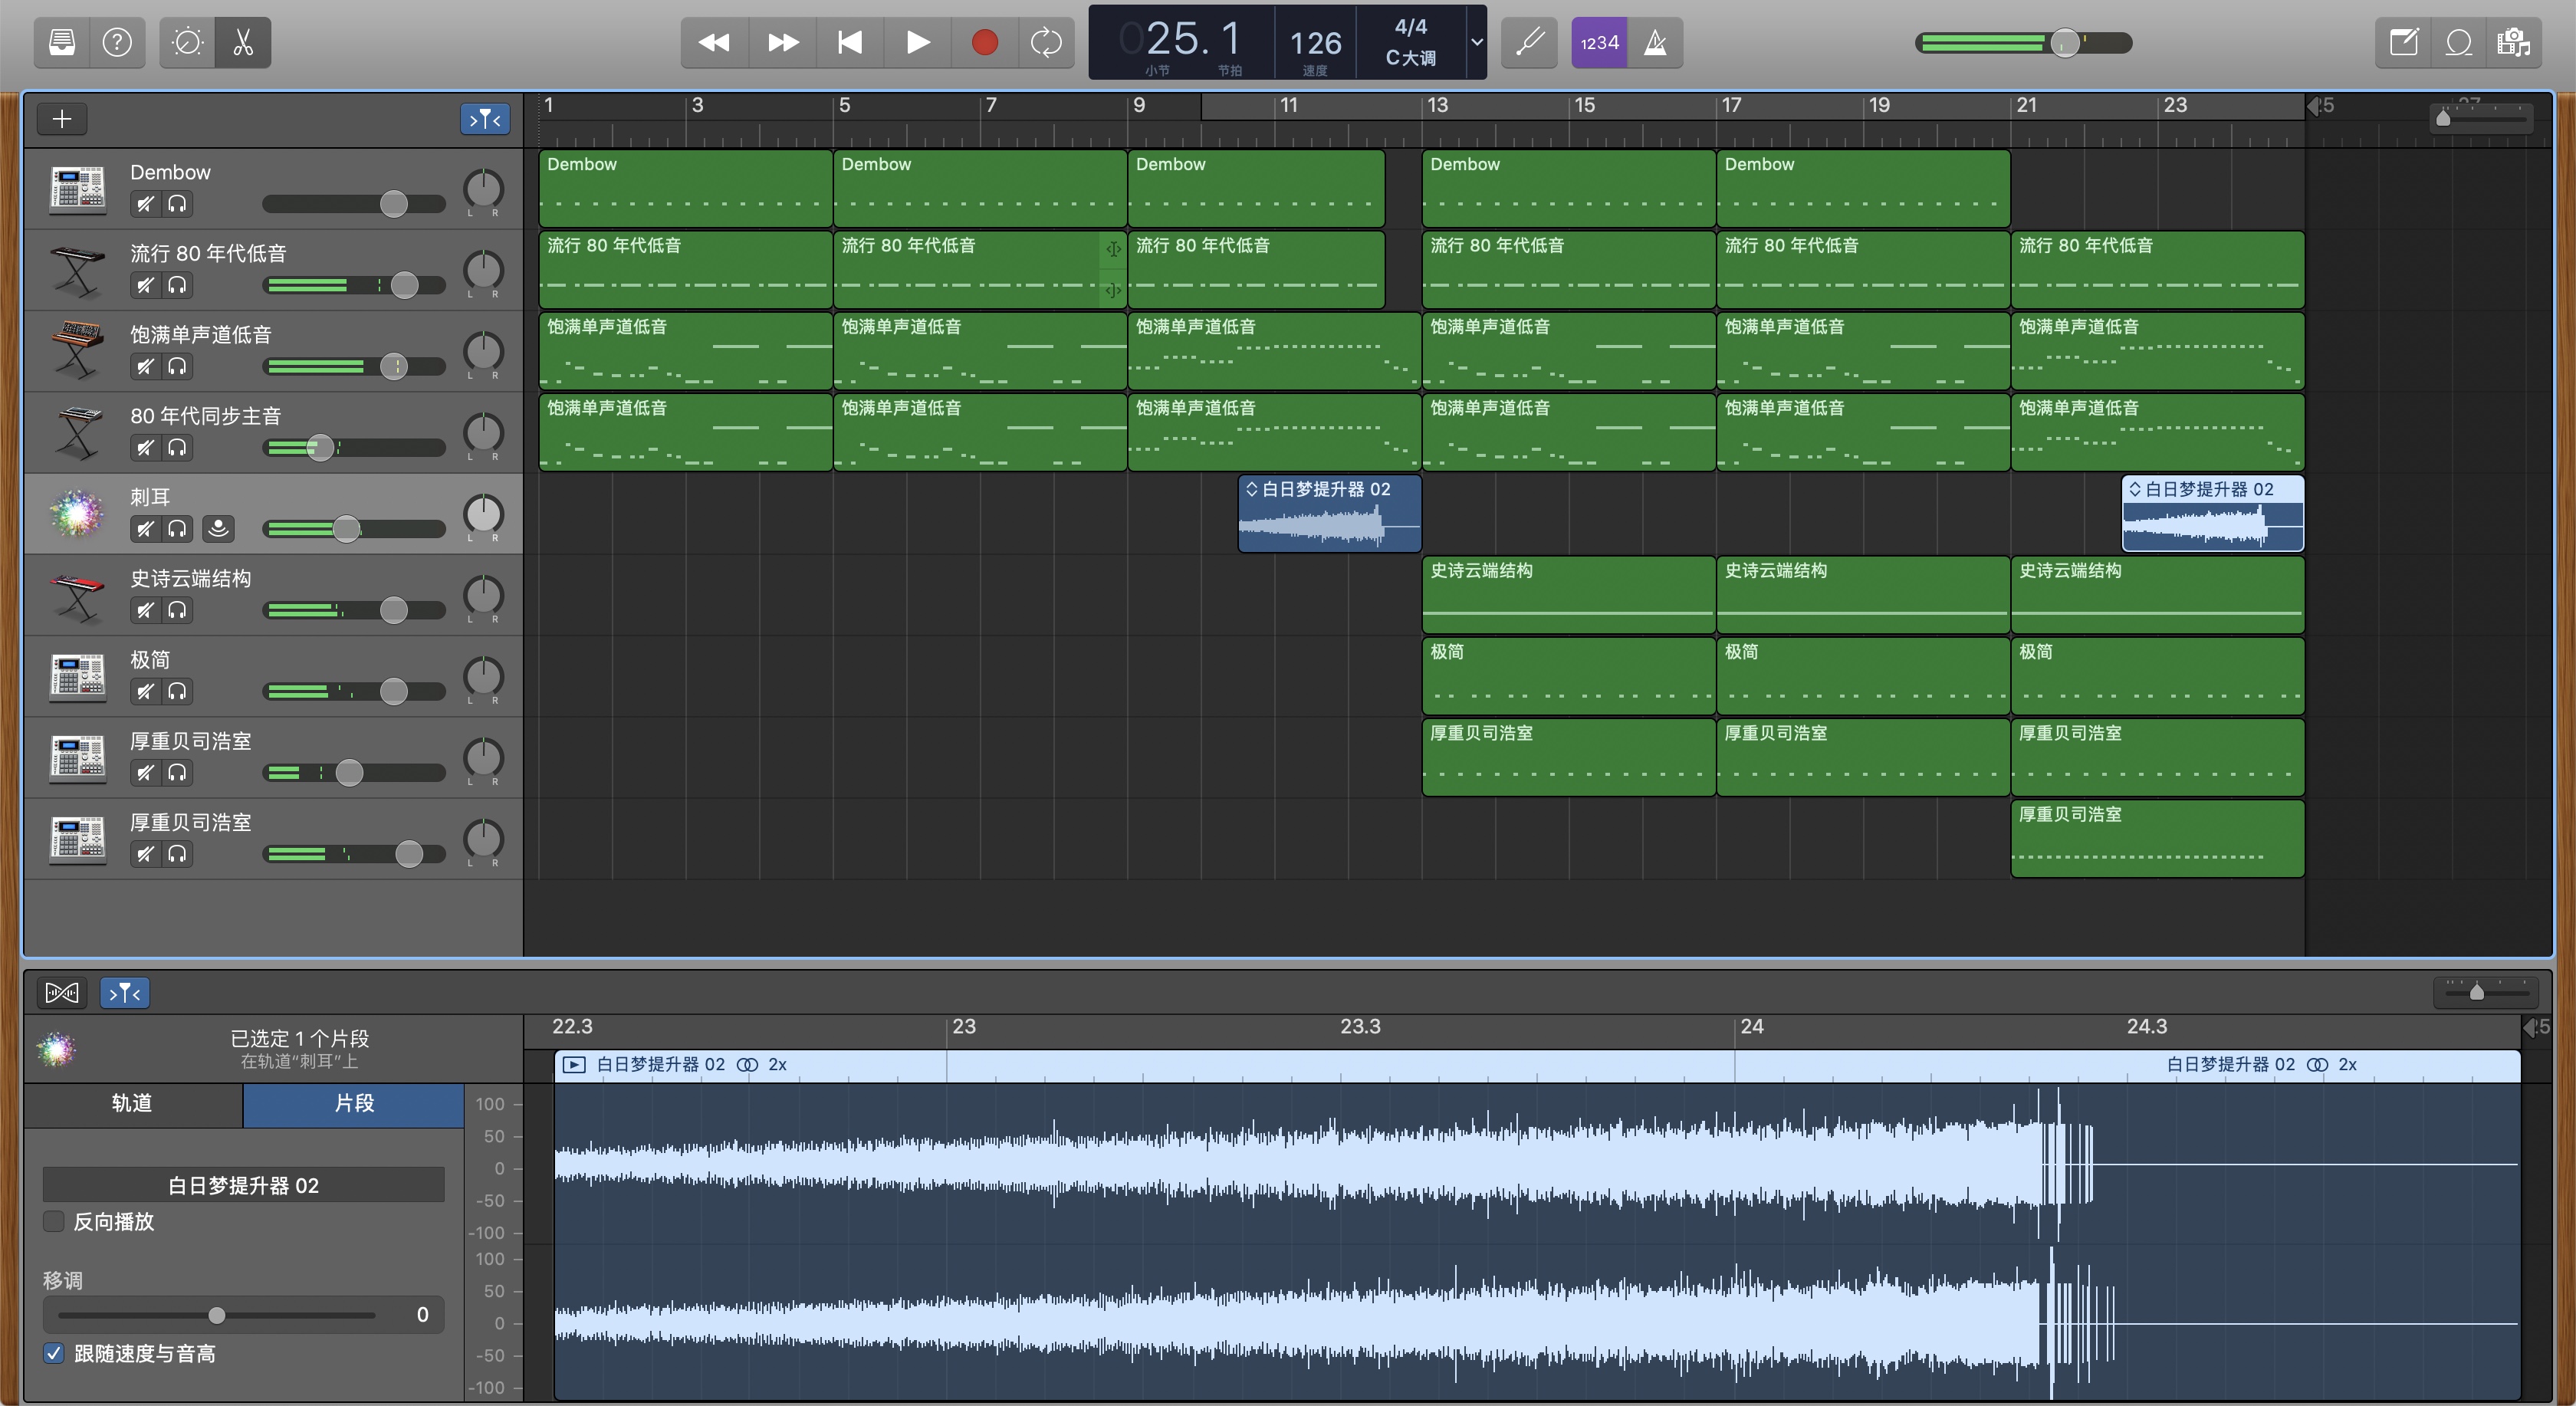 025. 1
小节 节拍
126
速度
4/4
C大调
1234
1 3 5 7 9 11 13 15 17 19 21 23
Dembow
L R
Dembow Dembow Dembow Dembow Dembow
流行 80 年代低音
L R
流行 80 年代低音 流行 80 年代低音 流行 80 年代低音 流行 80 年代低音 流行 80 年代低音 流行 80 年代低音
饱满单声道低音
L R
饱满单声道低音 饱满单声道低音 饱满单声道低音 饱满单声道低音 饱满单声道低音 饱满单声道低音
80 年代同步主音
L R
饱满单声道低音 饱满单声道低音 饱满单声道低音 饱满单声道低音 饱满单声道低音 饱满单声道低音
刺耳
L R
白日梦提升器 02 白日梦提升器 02
史诗云端结构
L R
史诗云端结构 史诗云端结构 史诗云端结构
极简
L R
极简 极简 极简
厚重贝司浩室
L R
厚重贝司浩室 厚重贝司浩室 厚重贝司浩室
厚重贝司浩室
L R
厚重贝司浩室
22.3 23 23.3 24 24.3
已选定 1 个片段
在轨道“刺耳”上
白日梦提升器 02 2x 白日梦提升器 02 2x
轨道 片段
白日梦提升器 02
反向播放
移调
0
跟随速度与音高
100
50
0
-50
-100
100
50
0
-50
-100